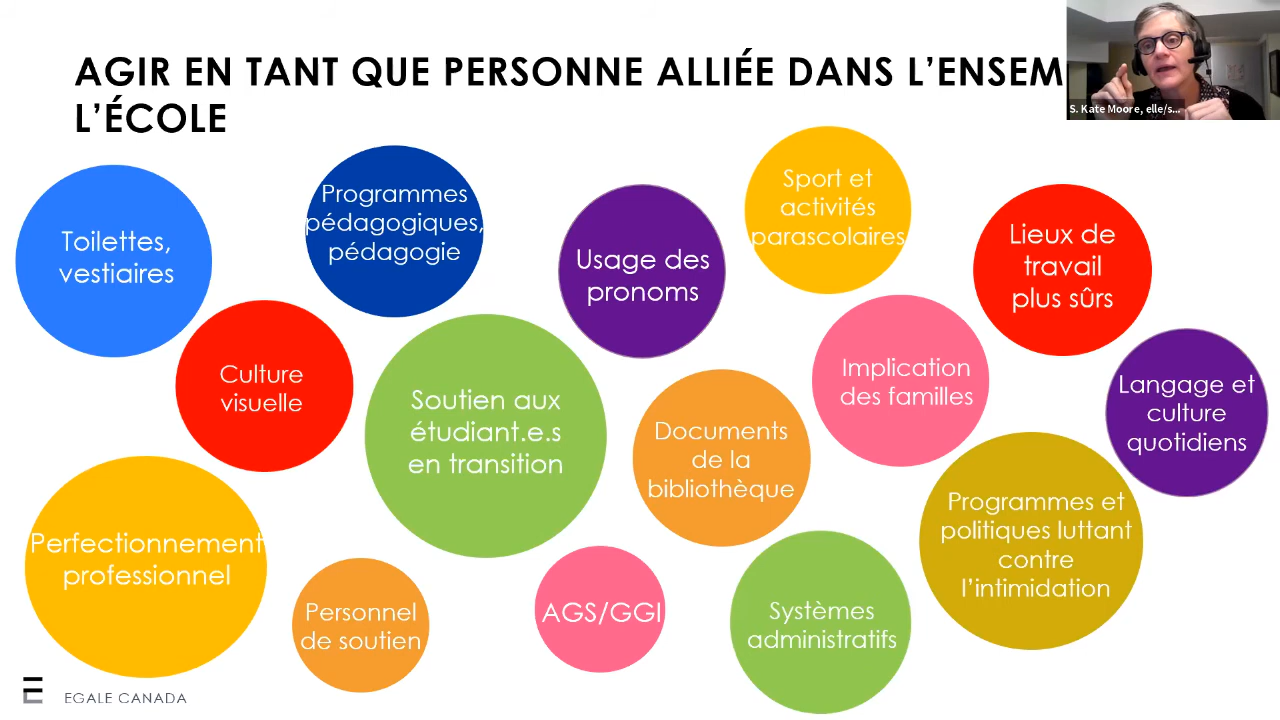 AGIR EN TANT QUE PERSONNE ALLIÉE DANS L'ENSEM
L'ÉCOLE
S. Kate Moore, elle/s...
Toilettes,
vestiaires
Programmes
pédagogiques,
pédagogie
Usage des
pronoms
Sport et
activités
parascolaires
Lieux de
travail
plus sûrs
Culture
visuelle
Soutien aux
étudiant.e.s
en transition
Documents
de la
bibliothèque
Implication
des familles
Langage et
culture
quotidiens
Perfectionnement
professionnel
Personnel
de soutien
AGS/GGI
Systèmes
administratifs
Programmes et
politiques luttant
contre
l'intimidation
EGALE CANADA